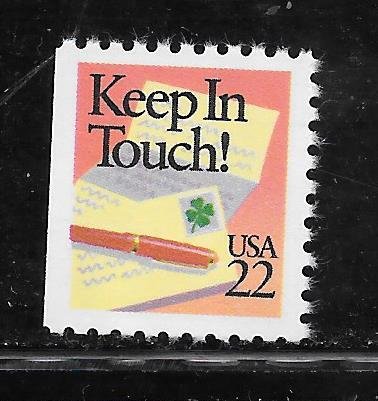 Keep In
Touch!
USA
22